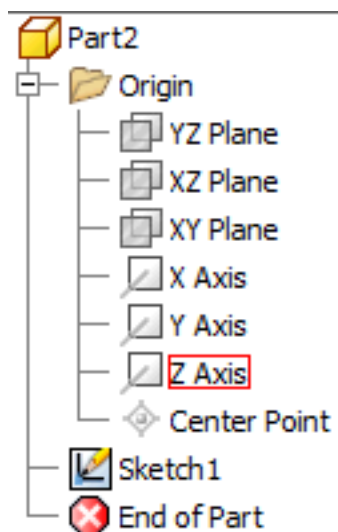 Part2
Origin
YZ Plane
XZ Plane
XY Plane
X Axis
Y Axis
Z Axis
Center Point
Sketch1
End of Part